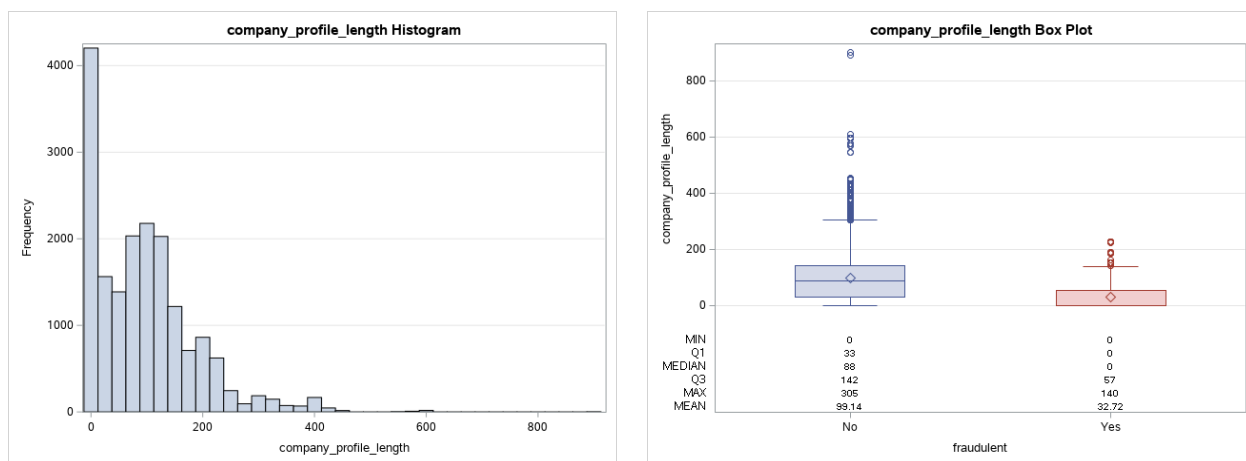 company_profile_length Histogram
4000
3000
2000
1000
0
Frequency
0 200 400 600 800
company_profile_length
company_profile_length Box Plot
800
600
400
200
0
company_profile_length
MIN 0 0
Q1 33 0
MEDIAN 88 0
Q3 142 57
MAX 305 140
MEAN 99.14 32.72
No Yes
fraudulent